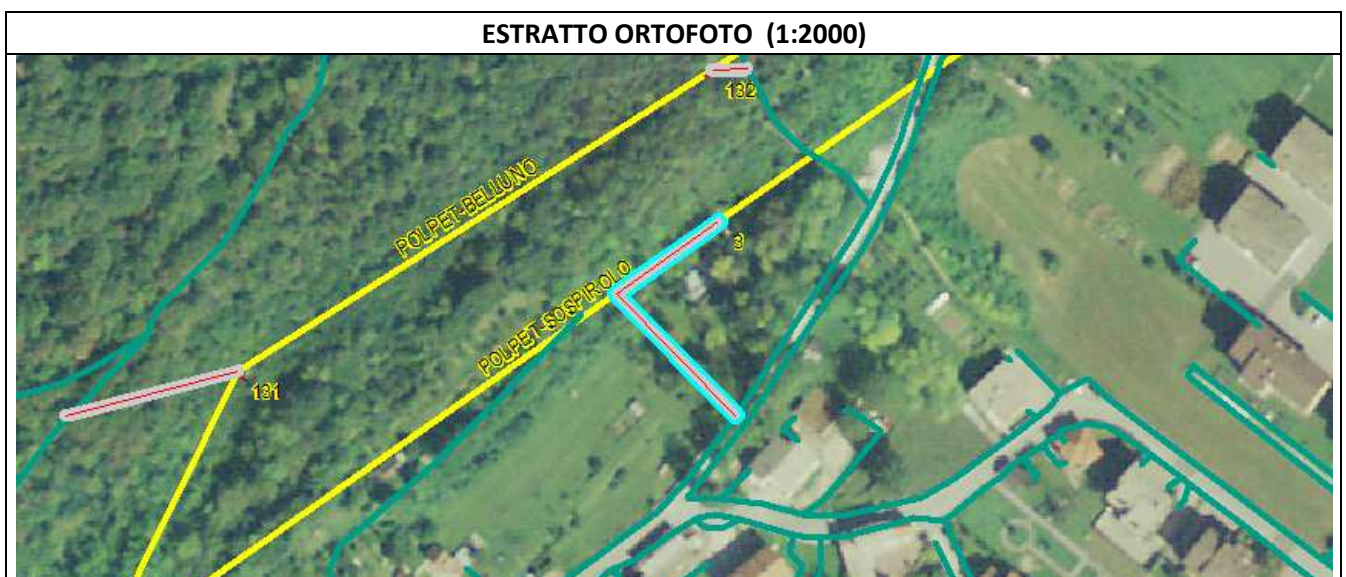 ESTRATTO ORTOFOTO (1:2000)
132
POLPET-BELLUNO
3
POLPET-SOSPIROLO
131